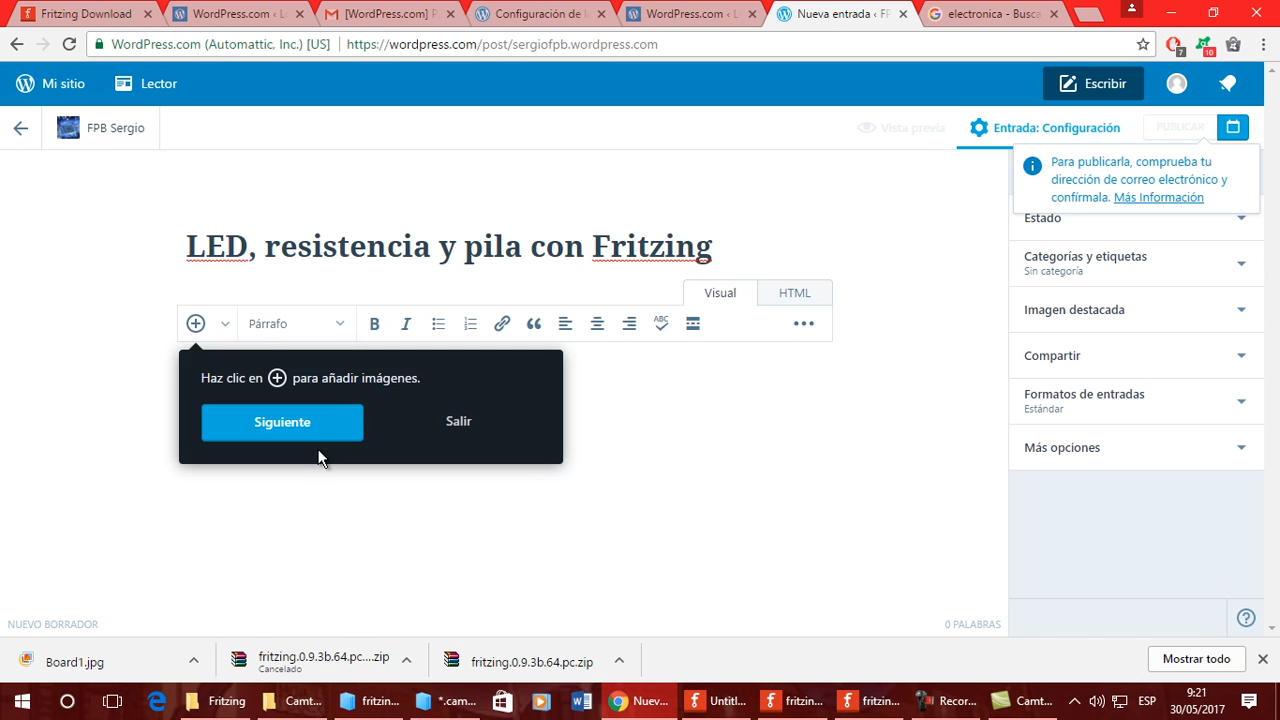 Fritzing Download
WordPress.com ‹ L
[WordPress.com] P
Configuración de l
WordPress.com ‹ L
Nueva entrada ‹ FP
electronica - Busca
WordPress.com (Automattic, Inc.) [US]
https://wordpress.com/post/sergiofpb.wordpress.com
7
10
Mi sitio
Lector
Escribir
FPB Sergio
Vista previa
Entrada: Configuración
PUBLICAR
Para publicarla, comprueba tu
dirección de correo electrónico y
confírmala. Más Información
Estado
LED, resistencia y pila con Fritzing
Categorías y etiquetas
Sin categoría
Visual
HTML
Párrafo
B
I
ABC
Imagen destacada
Haz clic en
para añadir imágenes.
Siguiente
Salir
Compartir
Formatos de entradas
Estándar
Más opciones
NUEVO BORRADOR
0 PALABRAS
Board1.jpg
fritzing.0.9.3b.64.pc....zip
Cancelado
fritzing.0.9.3b.64.pc.zip
Mostrar todo
Fritzing
Camt...
fritzin...
*.cam...
Nuev...
Untitl...
fritzin...
fritzin...
Recor...
Camt...
ESP
9:21
30/05/2017